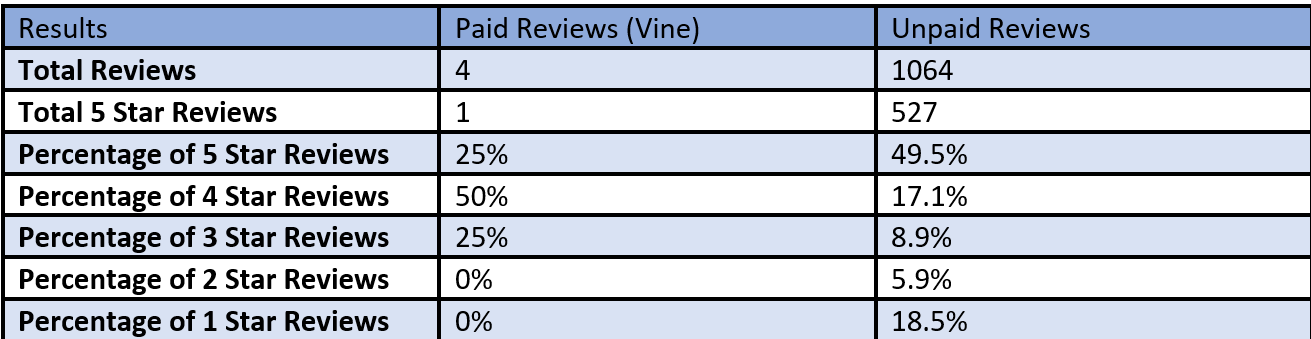 Results Paid Reviews (Vine) Unpaid Reviews
Total Reviews 4 1064
Total 5 Star Reviews 1 527
Percentage of 5 Star Reviews 25% 49.5%
Percentage of 4 Star Reviews 50% 17.1%
Percentage of 3 Star Reviews 25% 8.9%
Percentage of 2 Star Reviews 0% 5.9%
Percentage of 1 Star Reviews 0% 18.5%